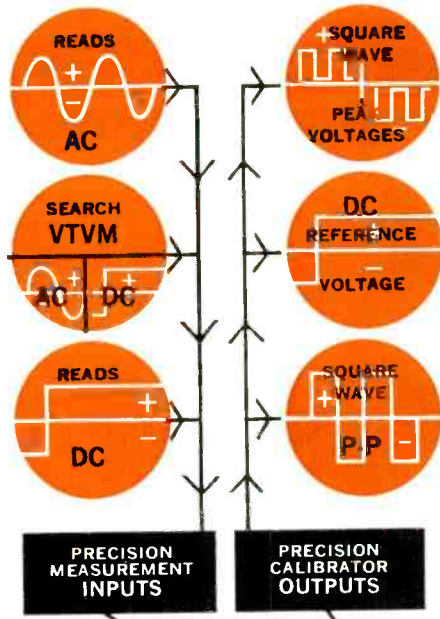 READS
+
−
AC
SEARCH
VTVM
AC + − DC + −
READS
+
−
DC
PRECISION
MEASUREMENT
INPUTS
+ SQUARE
WAVE
PEAK
VOLTAGES −
DC
REFERENCE
+
−
VOLTAGE
SQUARE
+ WAVE
P-P −
PRECISION
CALIBRATOR
OUTPUTS